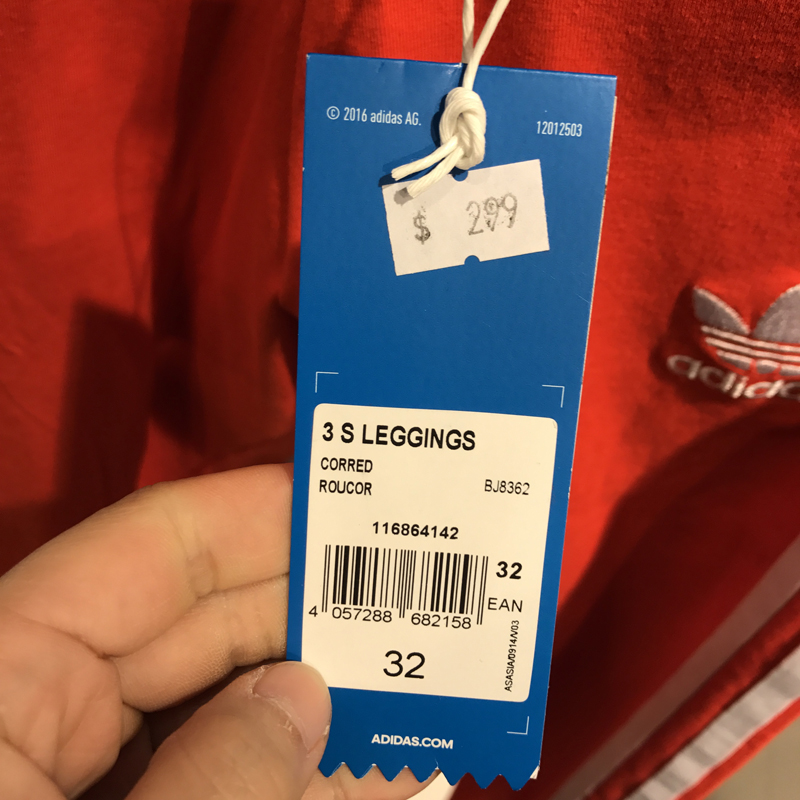 © 2016 adidas AG.
12012503
$ 299
adidas
3 S LEGGINGS
CORRED
ROUCOR
BJ8362
116864142
32
EAN
4 057288 682158
ASASIA/0914/V03
32
ADIDAS.COM